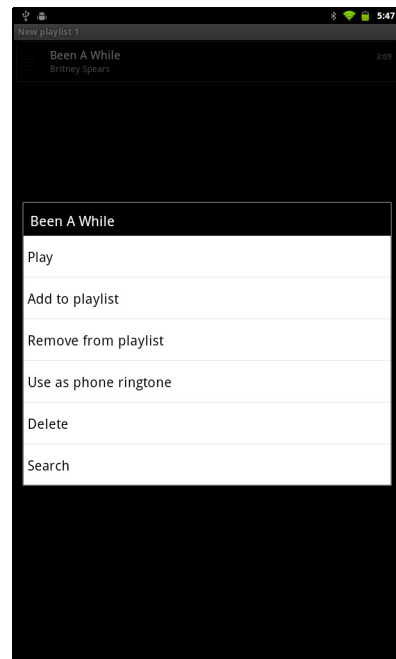 5:47
New playlist 1
Been A While
3:09
Britney Spears
Been A While
Play
Add to playlist
Remove from playlist
Use as phone ringtone
Delete
Search